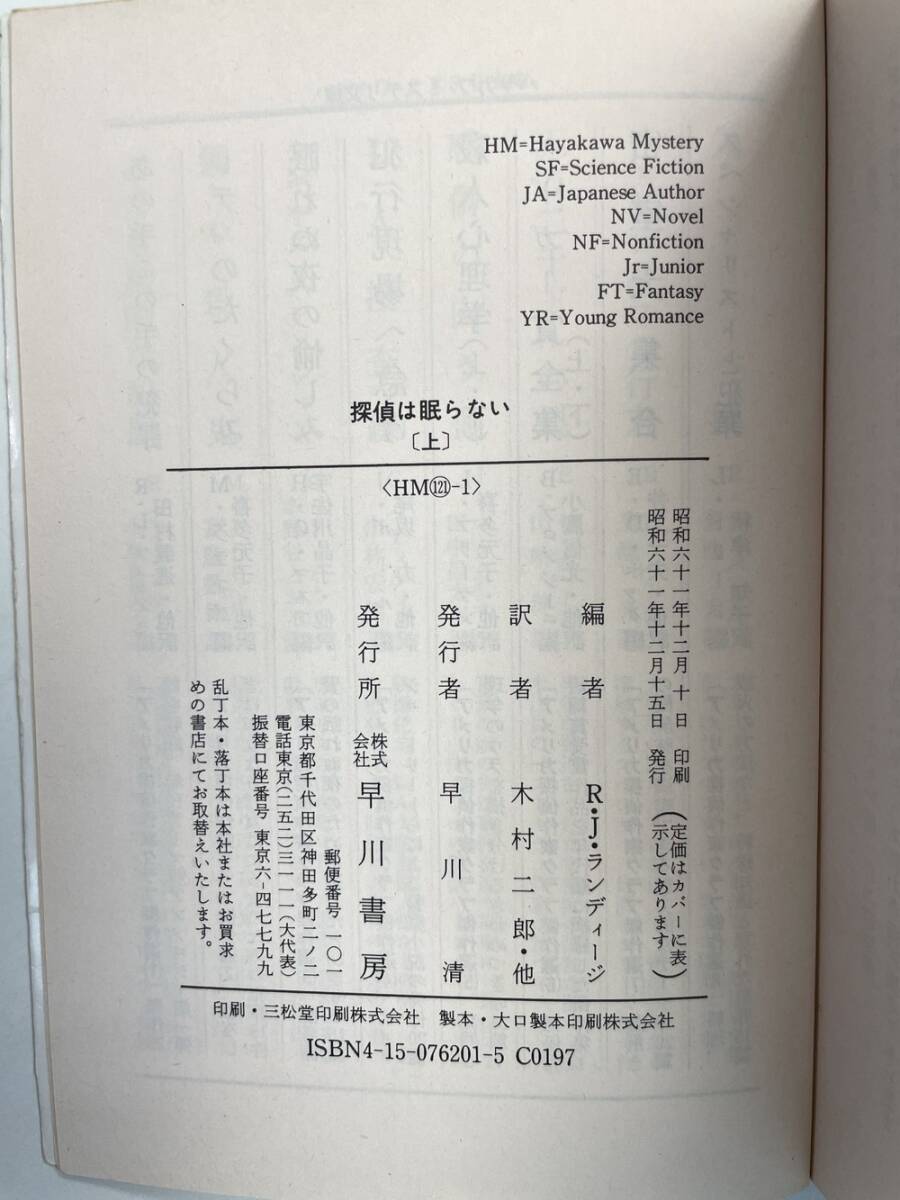 HM=Hayakawa Mystery
SF=Science Fiction
JA=Japanese Author
NV=Novel
NF=Nonfiction
Jr=Junior
FT=Fantasy
YR=Young Romance
探偵は眠らない
〔上〕
〈HM(121)-1〉
昭和六十一年十二月 十日 印刷
昭和六十一年十二月十五日 発行
(定価はカバーに表
示してあります)
編者 R・J・ランディージ
訳者 木村二郎・他
発行者 早川清
発行所 株式会社 早川書房
郵便番号 一〇一
東京都千代田区神田多町二ノ二
電話東京(二五二)三一一一(大代表)
振替口座番号 東京六-四七七九九
乱丁本・落丁本は本社またはお買求
めの書店にてお取替えいたします。
印刷・三松堂印刷株式会社 製本・大口製本印刷株式会社
ISBN4-15-076201-5 C0197